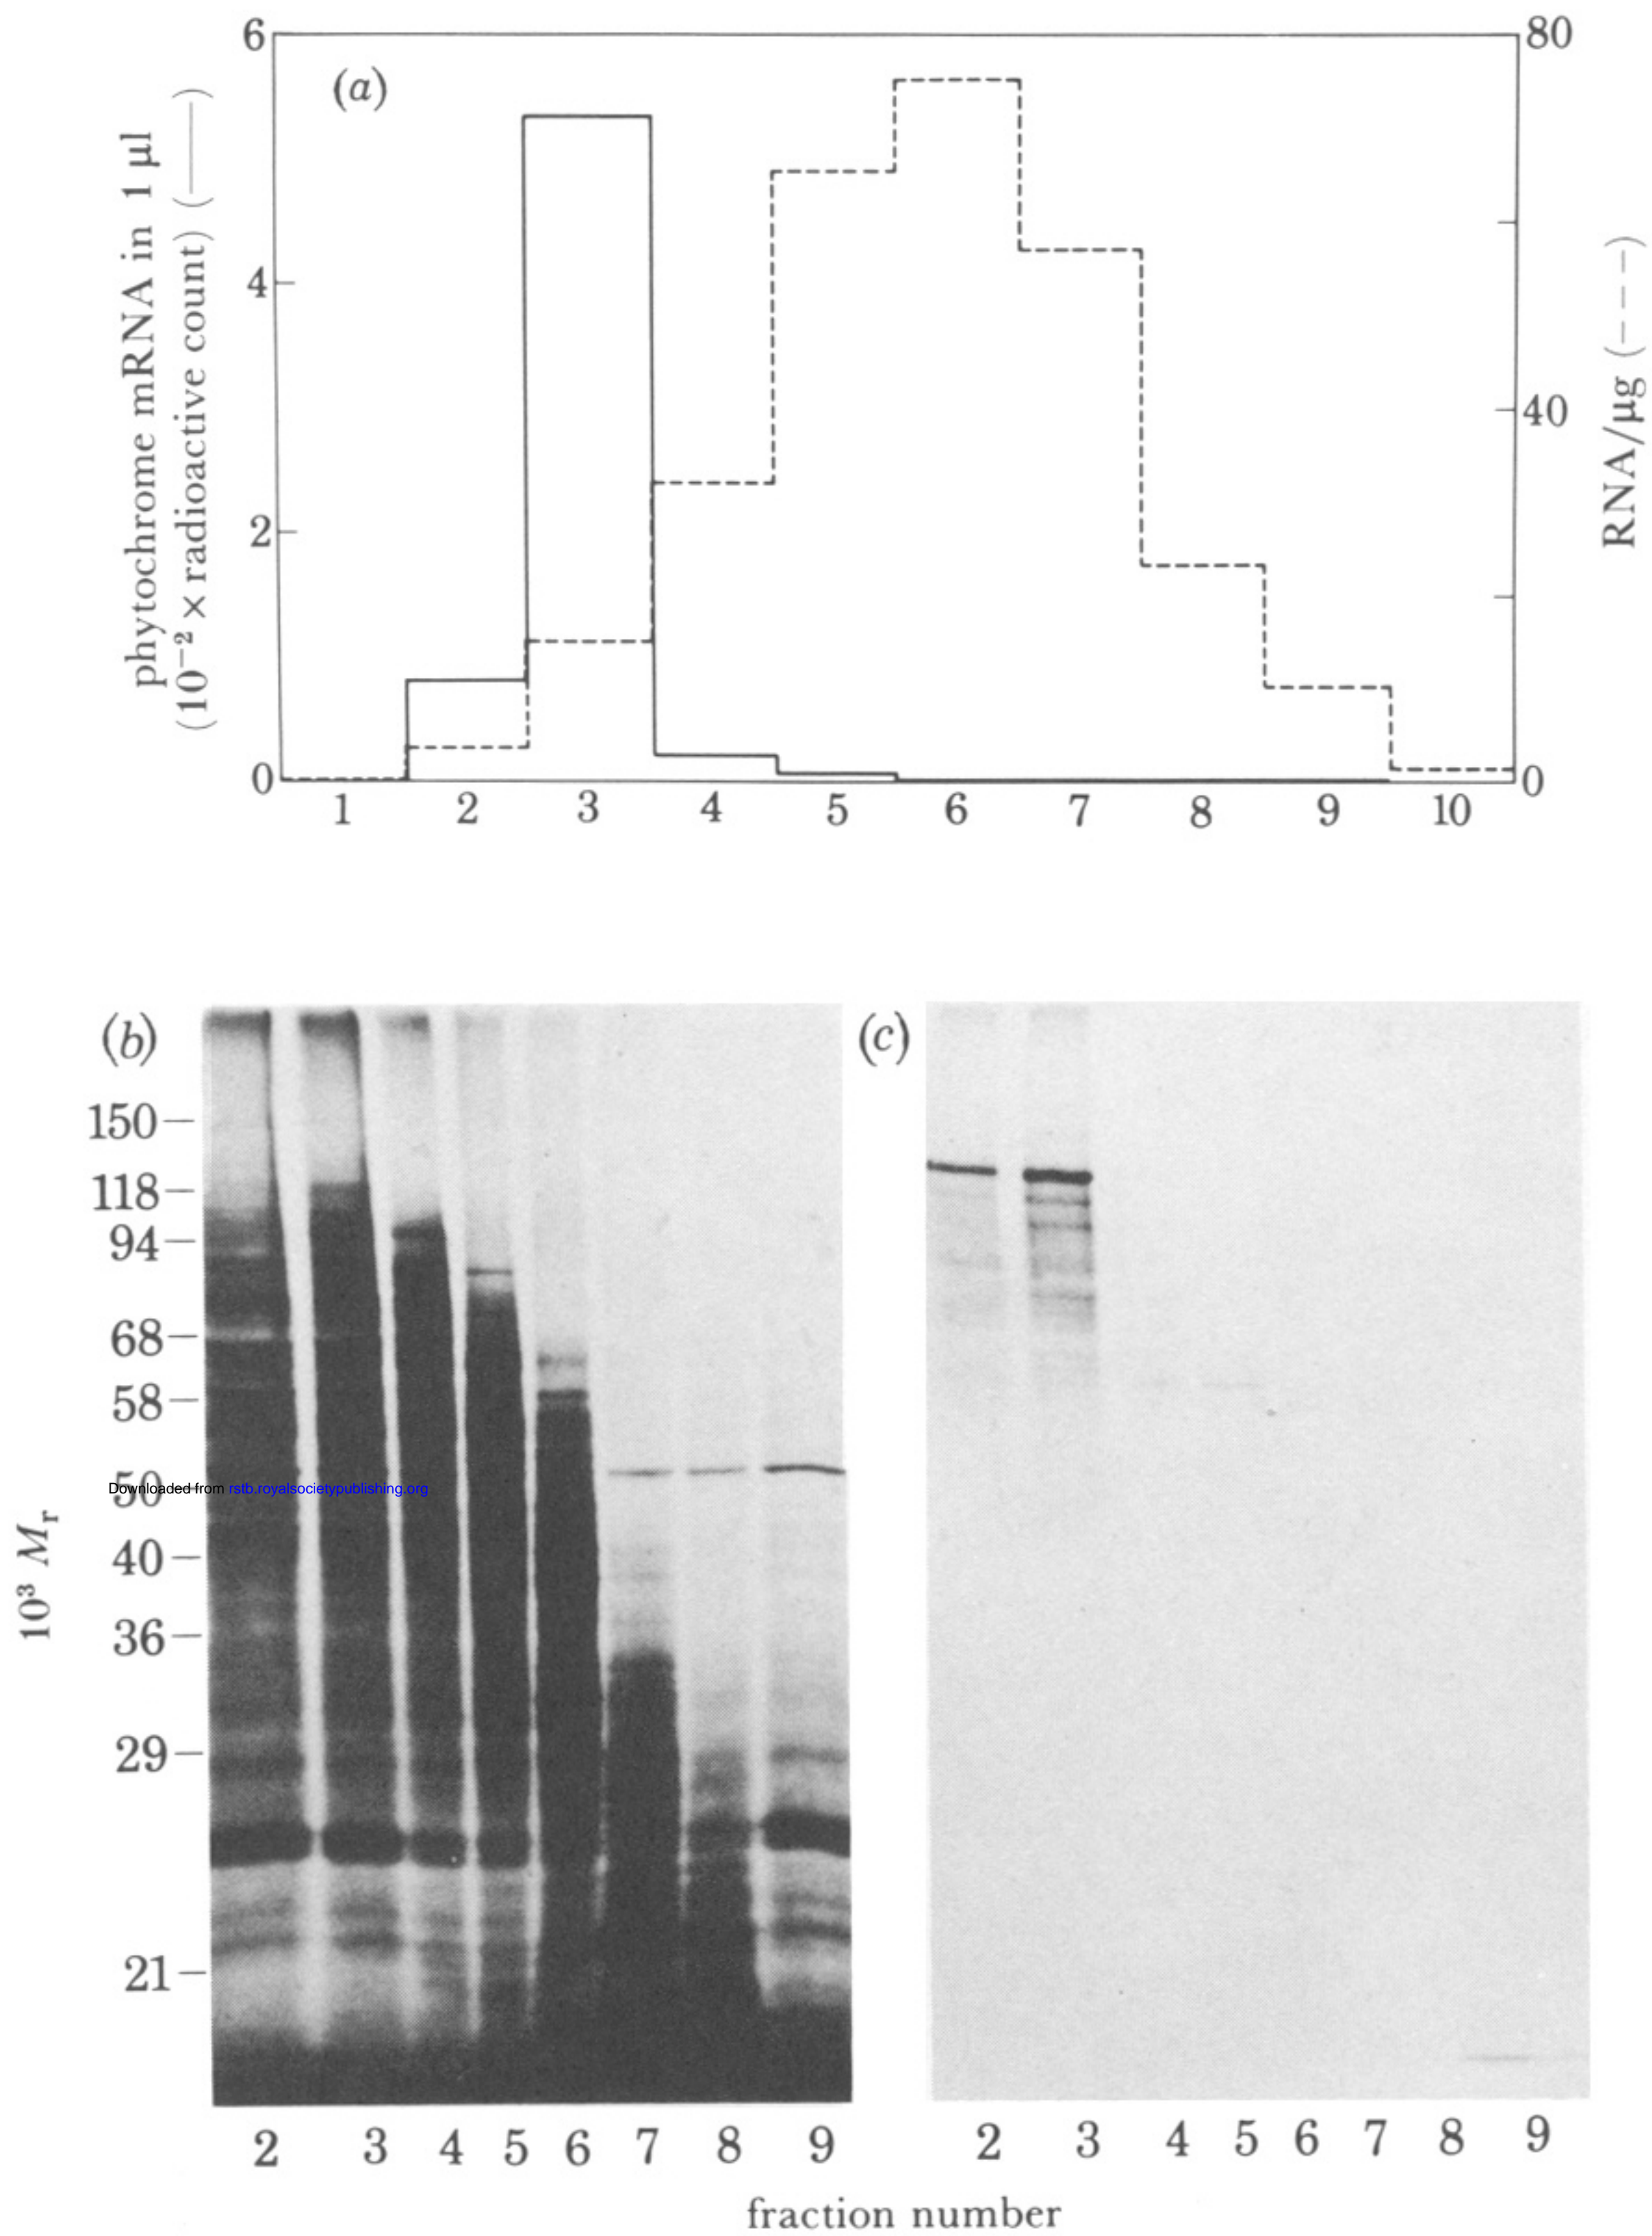 6
80
(a)
phytochrome mRNA in 1 µl
(10⁻² × radioactive count) (——)
4
2
0
40
0
RNA/µg (– – –)
1 2 3 4 5 6 7 8 9 10
(b)
(c)
150
118
94
68
58
50
Downloaded from rstb.royalsocietypublishing.org
40
36
29
21
10³ Mr
2 3 4 5 6 7 8 9
2 3 4 5 6 7 8 9
fraction number